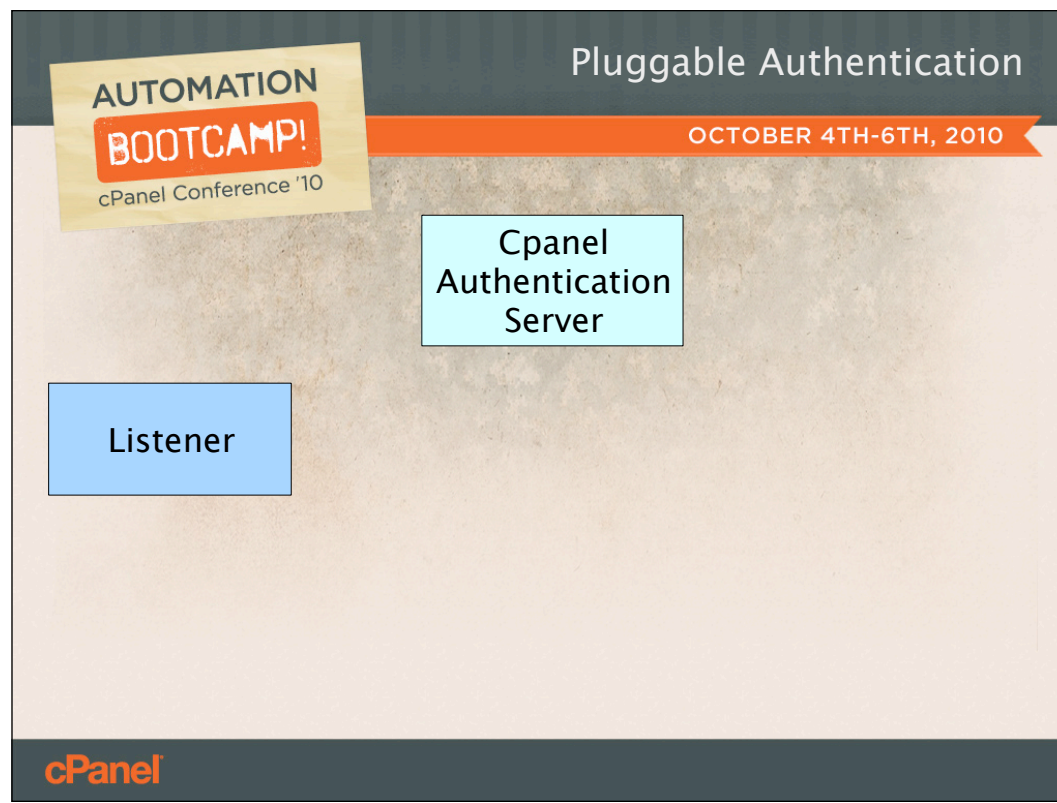 Pluggable Authentication
AUTOMATION
BOOTCAMP!
cPanel Conference '10
OCTOBER 4TH-6TH, 2010
Cpanel
Authentication
Server
Listener
cPanel